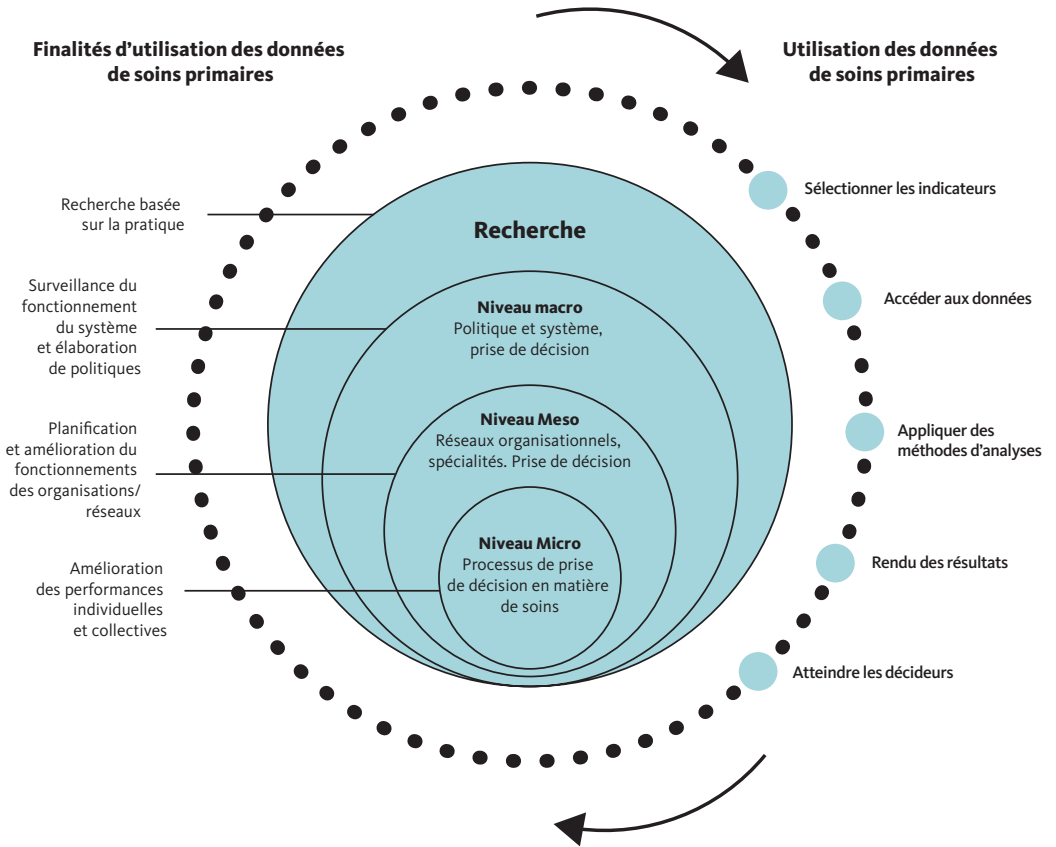 Finalités d'utilisation des données
de soins primaires
Utilisation des données
de soins primaires
Recherche basée
sur la pratique
Surveillance du
fonctionnement
du système
et élaboration
de politiques
Planification
et amélioration du
fonctionnements
des organisations/
réseaux
Amélioration
des performances
individuelles
et collectives
Recherche
Niveau macro
Politique et système,
prise de décision
Niveau Meso
Réseaux organisationnels,
spécialités. Prise de décision
Niveau Micro
Processus de prise
de décision en matière
de soins
Sélectionner les indicateurs
Accéder aux données
Appliquer des
méthodes d'analyses
Rendu des résultats
Atteindre les décideurs